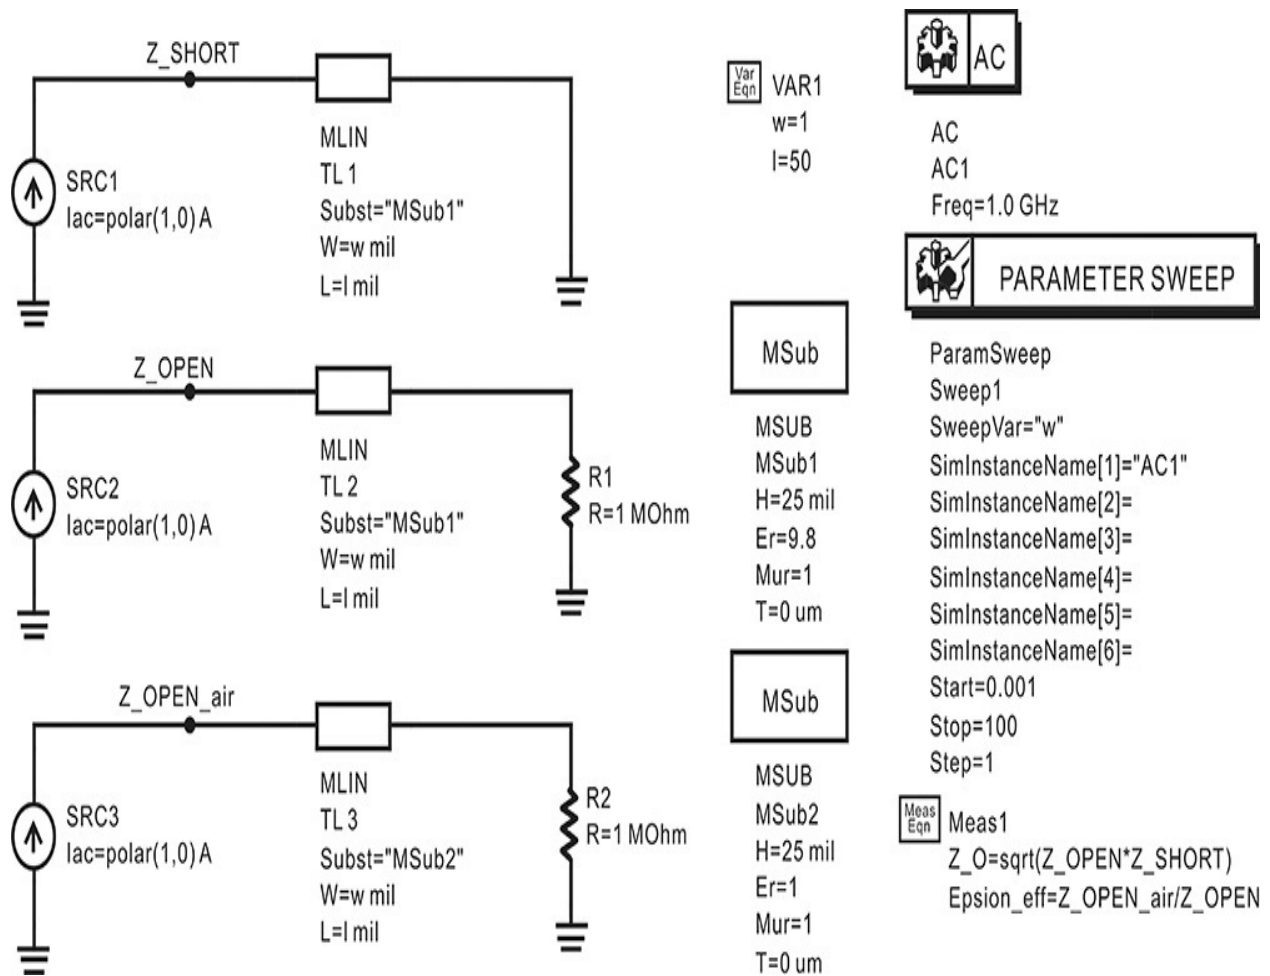 Z_SHORT
SRC1
Iac=polar(1,0) A
MLIN
TL1
Subst="MSub1"
W=w mil
L=l mil
Z_OPEN
SRC2
Iac=polar(1,0) A
MLIN
TL2
Subst="MSub1"
W=w mil
L=l mil
R1
R=1 MOhm
Z_OPEN_air
SRC3
Iac=polar(1,0) A
MLIN
TL3
Subst="MSub2"
W=w mil
L=l mil
R2
R=1 MOhm
Var
Eqn
VAR1
w=1
l=50
MSub
MSUB
MSub1
H=25 mil
Er=9.8
Mur=1
T=0 um
MSub
MSUB
MSub2
H=25 mil
Er=1
Mur=1
T=0 um
AC
AC
AC1
Freq=1.0 GHz
PARAMETER SWEEP
ParamSweep
Sweep1
SweepVar="w"
SimInstanceName[1]="AC1"
SimInstanceName[2]=
SimInstanceName[3]=
SimInstanceName[4]=
SimInstanceName[5]=
SimInstanceName[6]=
Start=0.001
Stop=100
Step=1
Meas
Eqn
Meas1
Z_O=sqrt(Z_OPEN*Z_SHORT)
Epsion_eff=Z_OPEN_air/Z_OPEN